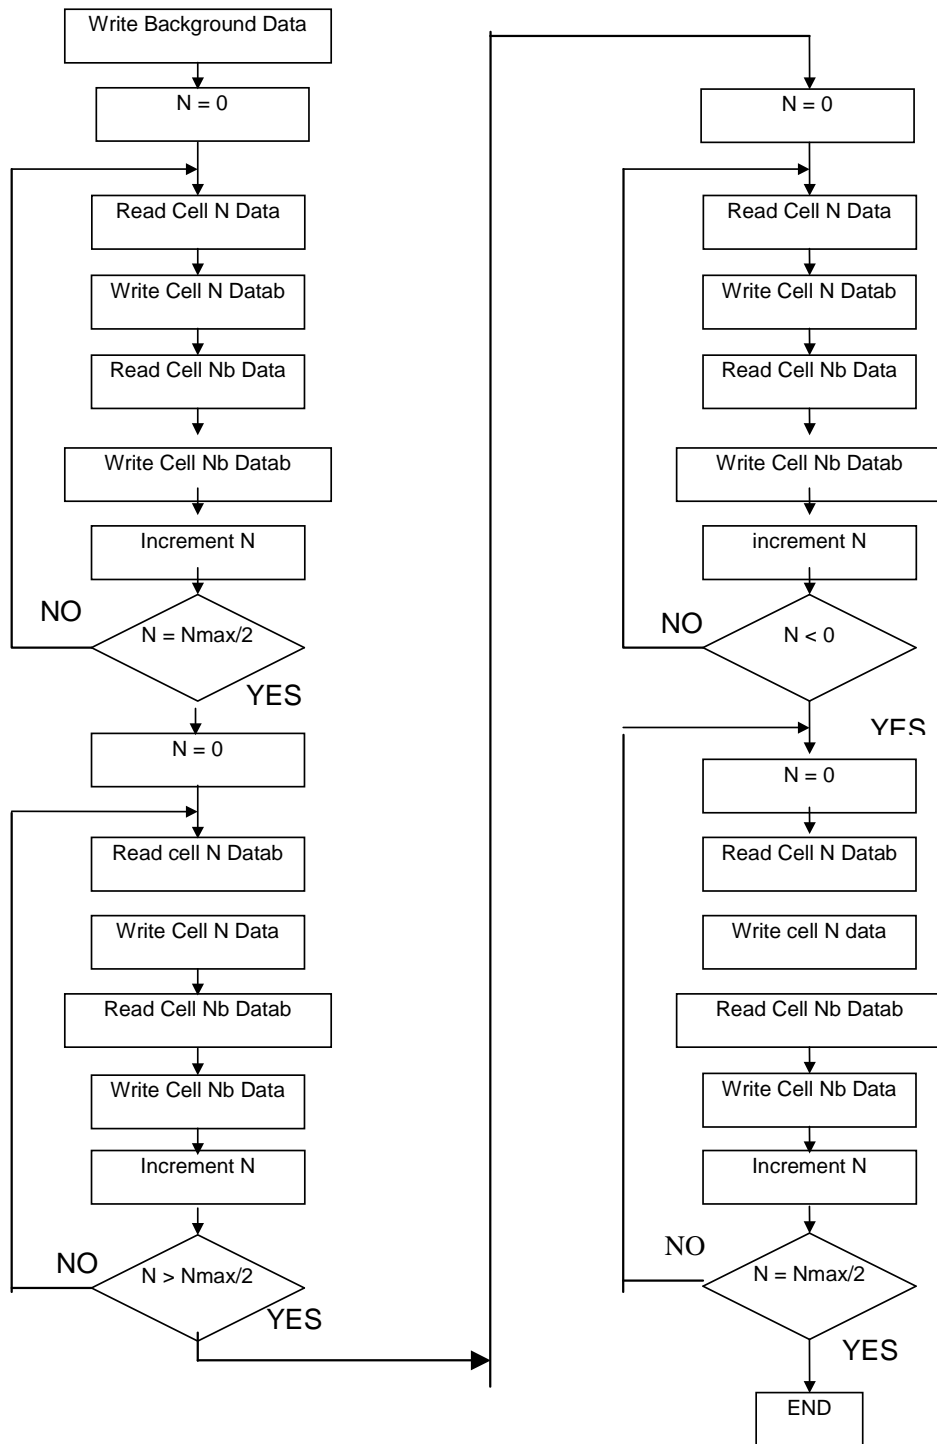 Write Background Data
N = 0
Read Cell N Data
Write Cell N Datab
Read Cell Nb Data
Write Cell Nb Datab
Increment N
NO
N = Nmax/2
YES
N = 0
Read cell N Datab
Write Cell N Data
Read Cell Nb Datab
Write Cell Nb Data
Increment N
NO
N > Nmax/2
YES
N = 0
Read Cell N Data
Write Cell N Datab
Read Cell Nb Data
Write Cell Nb Datab
increment N
NO
N < 0
YES
N = 0
Read Cell N Datab
Write cell N data
Read Cell Nb Datab
Write Cell Nb Data
Increment N
NO
N = Nmax/2
YES
END